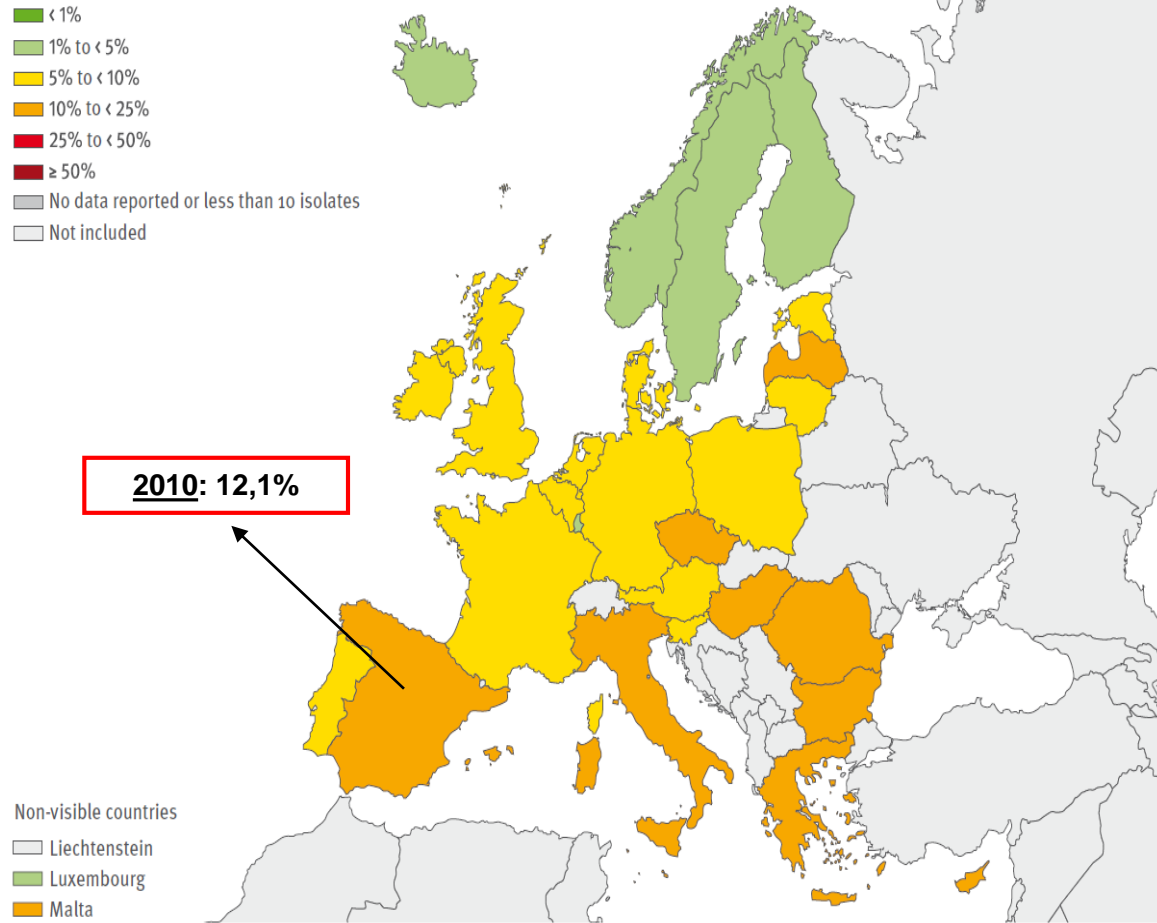 < 1%
1% to < 5%
5% to < 10%
10% to < 25%
25% to < 50%
≥ 50%
No data reported or less than 10 isolates
Not included
2010: 12,1%
Non-visible countries
Liechtenstein
Luxembourg
Malta